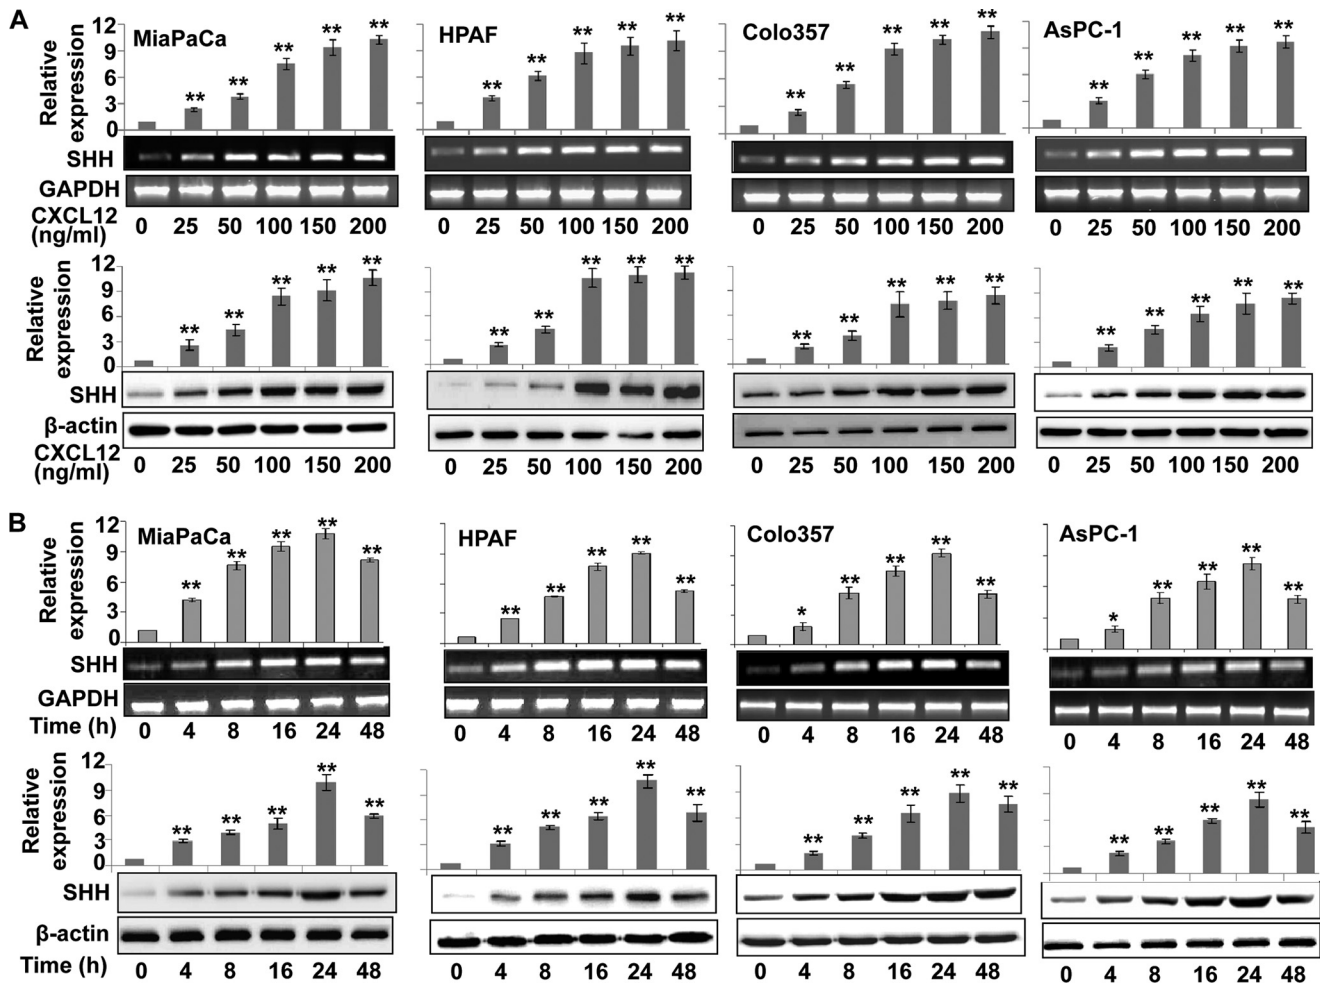 A
MiaPaCa HPAF Colo357 AsPC-1
Relative expression
12
9
6
3
0
** ** ** ** **
** ** ** ** **
** ** ** ** **
** ** ** ** **
SHH
GAPDH
CXCL12 (ng/ml)
0 25 50 100 150 200
0 25 50 100 150 200
0 25 50 100 150 200
0 25 50 100 150 200
Relative expression
12
9
6
3
0
** ** ** ** **
** ** ** ** **
** ** ** ** **
** ** ** ** **
SHH
β-actin
CXCL12 (ng/ml)
0 25 50 100 150 200
0 25 50 100 150 200
0 25 50 100 150 200
0 25 50 100 150 200
B
MiaPaCa HPAF Colo357 AsPC-1
Relative expression
12
9
6
3
0
** ** ** ** **
** ** ** ** **
* ** ** ** **
* ** ** ** **
SHH
GAPDH
Time (h)
0 4 8 16 24 48
0 4 8 16 24 48
0 4 8 16 24 48
0 4 8 16 24 48
Relative expression
12
9
6
3
0
** ** ** ** **
** ** ** ** **
** ** ** ** **
** ** ** ** **
SHH
β-actin
Time (h)
0 4 8 16 24 48
0 4 8 16 24 48
0 4 8 16 24 48
0 4 8 16 24 48